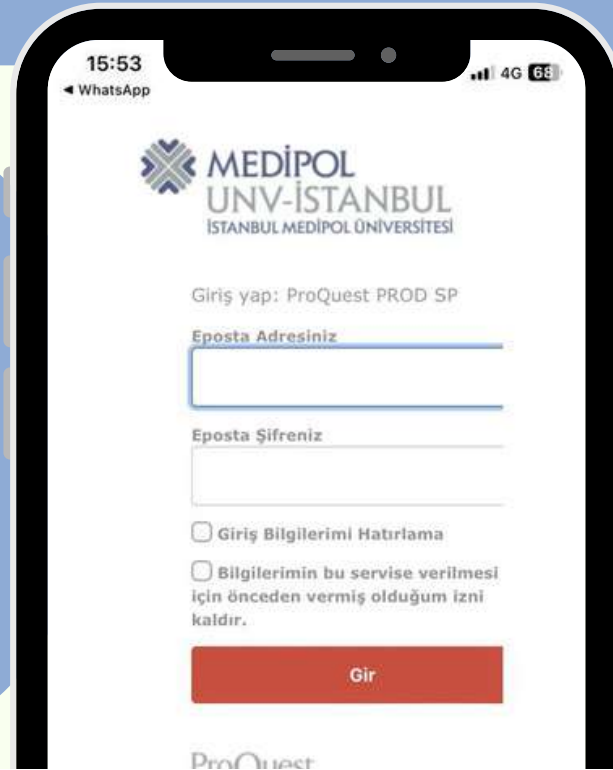 15:53
4G 68
◄ WhatsApp
MEDİPOL
UNV-İSTANBUL
İSTANBUL MEDİPOL ÜNİVERSİTESİ
Giriş yap: ProQuest PROD SP
Eposta Adresiniz
Eposta Şifreniz
Giriş Bilgilerimi Hatırlama
Bilgilerimin bu servise verilmesi
için önceden vermiş olduğum izni
kaldır.
Gir
ProQuest